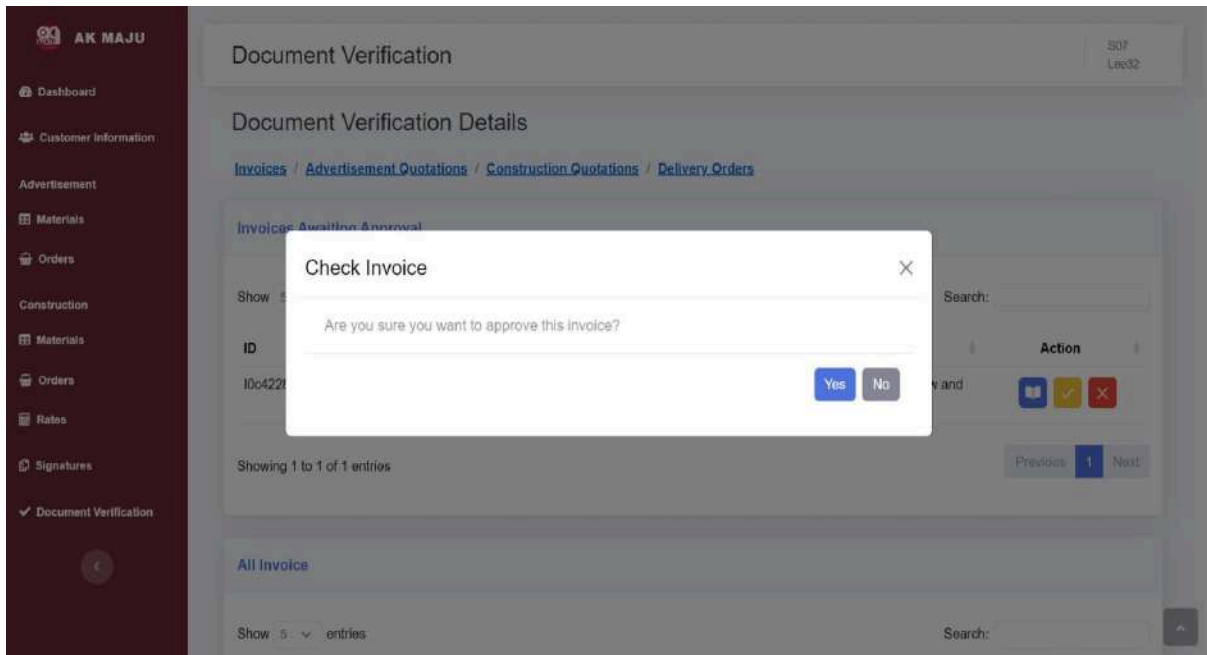 AK MAJU
Dashboard
Customer Information
Advertisement
Materials
Orders
Construction
Materials
Orders
Rates
Signatures
Document Verification
Document Verification
S07
Lee32
Document Verification Details
Invoices / Advertisement Quotations / Construction Quotations / Delivery Orders
Invoices Awaiting Approval
Check Invoice
Are you sure you want to approve this invoice?
Yes No
Show
Search:
ID Action
and
Showing 1 to 1 of 1 entries
Previous 1 Next
All Invoice
Show 5 entries
Search: